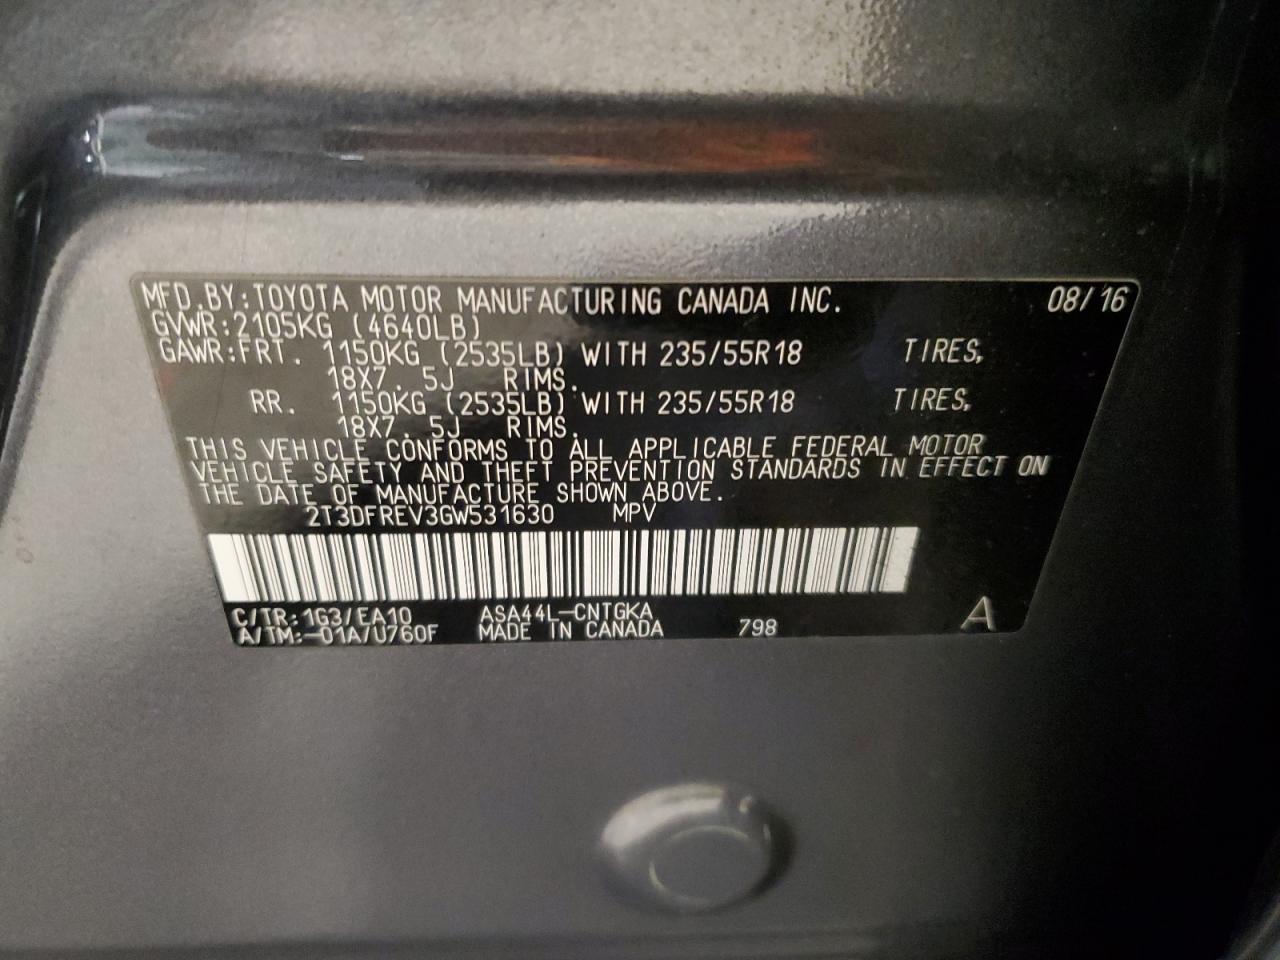 MFD.BY:TOYOTA MOTOR MANUFACTURING CANADA INC. 08/16
GVWR:2105KG (4640LB)
GAWR:FRT. 1150KG (2535LB) WITH 235/55R18 TIRES,
18X7.5J RIMS.
RR. 1150KG (2535LB) WITH 235/55R18 TIRES,
18X7.5J RIMS.
THIS VEHICLE CONFORMS TO ALL APPLICABLE FEDERAL MOTOR
VEHICLE SAFETY AND THEFT PREVENTION STANDARDS IN EFFECT ON
THE DATE OF MANUFACTURE SHOWN ABOVE.
2T3DFREV3GW531630 MPV
C/TR:1G3/EA10 ASA44L-CNTGKA
A/TM:-01A/U760F MADE IN CANADA 798 A